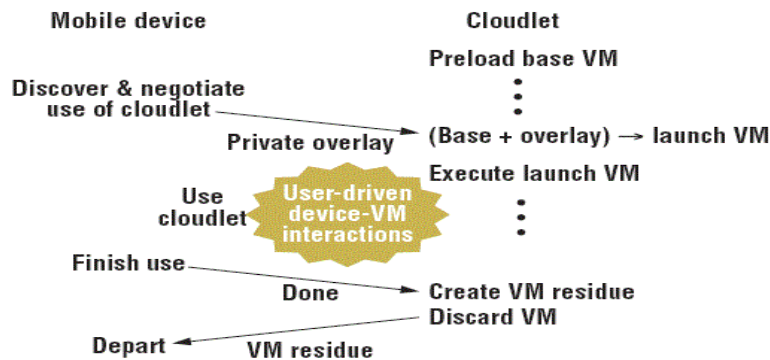 Mobile device
Cloudlet
Preload base VM
Discover & negotiate
use of cloudlet
Private overlay
(Base + overlay) → launch VM
Execute launch VM
Use
cloudlet
User-driven
device-VM
interactions
Finish use
Done
Create VM residue
Discard VM
Depart
VM residue